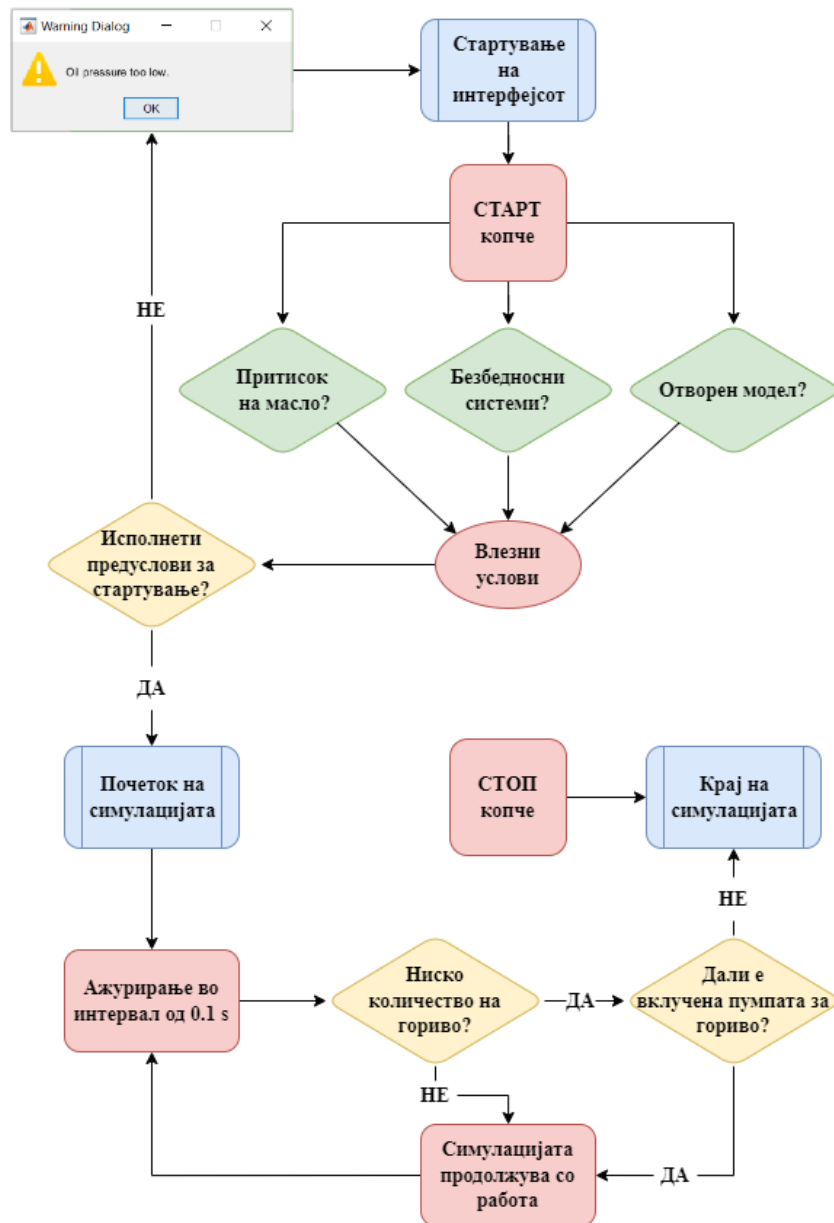 Warning Dialog
Oil pressure too low.
OK
Стартување
на
интерфејсот
СТАРТ
копче
НЕ
Притисок
на масло?
Безбедносни
системи?
Отворен модел?
Исполнети
предуслови за
стартување?
Влезни
услови
ДА
Почеток на
симулацијата
СТОП
копче
Крај на
симулацијата
НЕ
Ажурирање во
интервал од 0.1 s
Ниско
количество на
гориво?
ДА
Дали е
вклучена пумпата за
гориво?
НЕ
Симулацијата
продолжува со
работа
ДА